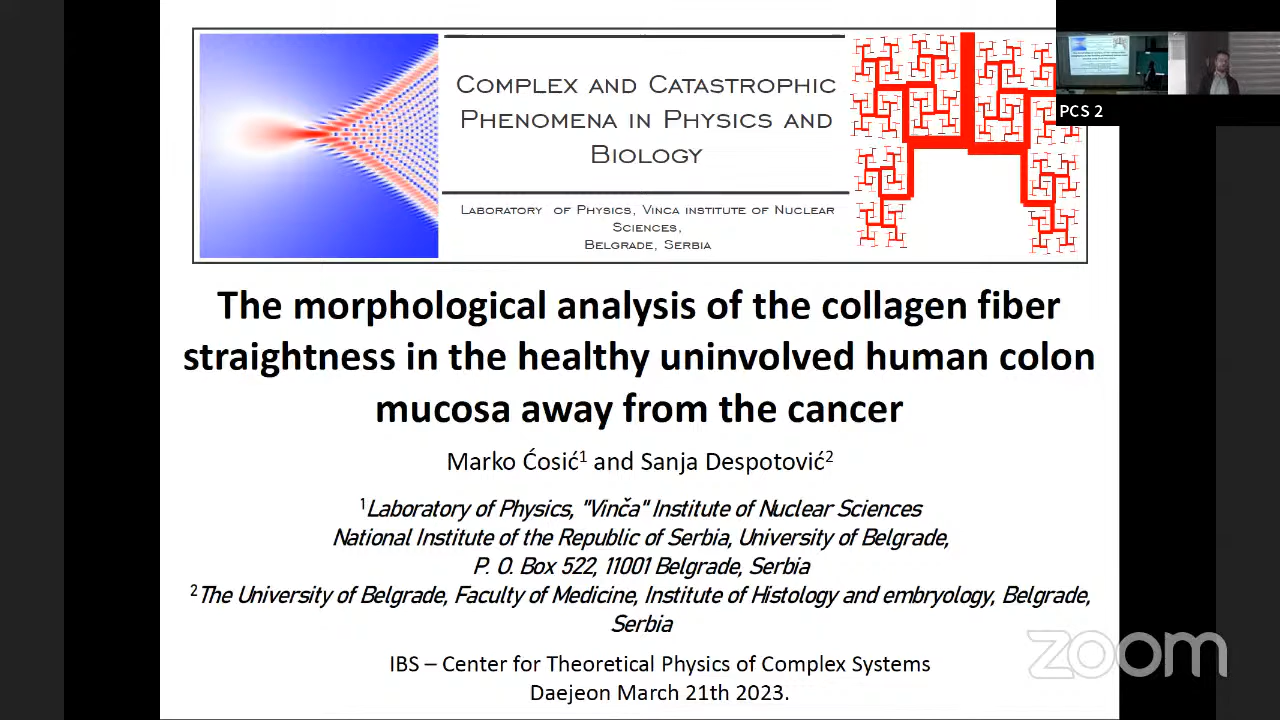 COMPLEX AND CATASTROPHIC
PHENOMENA IN PHYSICS AND
BIOLOGY
LABORATORY OF PHYSICS, VINCA INSTITUTE OF NUCLEAR
SCIENCES,
BELGRADE, SERBIA
PCS 2
The morphological analysis of the collagen fiber
straightness in the healthy uninvolved human colon
mucosa away from the cancer
Marko Ćosić1 and Sanja Despotović2
1Laboratory of Physics, "Vinča" Institute of Nuclear Sciences
National Institute of the Republic of Serbia, University of Belgrade,
P. O. Box 522, 11001 Belgrade, Serbia
2The University of Belgrade, Faculty of Medicine, Institute of Histology and embryology, Belgrade,
Serbia
IBS – Center for Theoretical Physics of Complex Systems
Daejeon March 21th 2023.
zoom